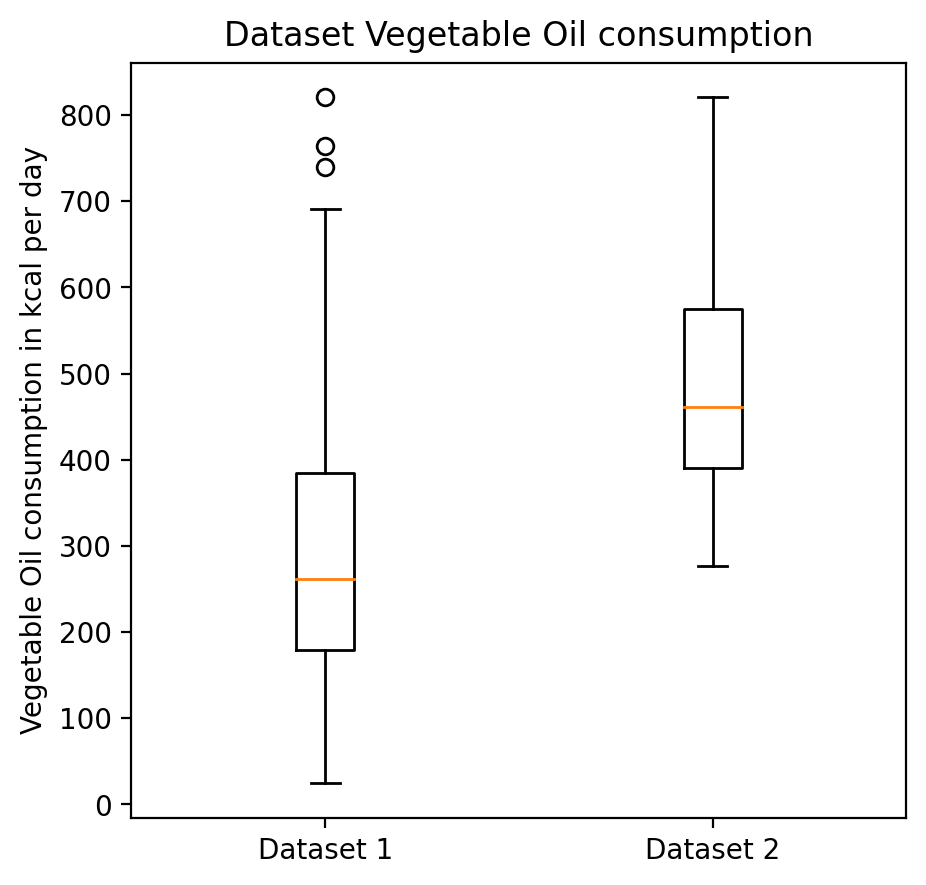 Dataset Vegetable Oil consumption
Vegetable Oil consumption in kcal per day
800
700
600
500
400
300
200
100
0
Dataset 1
Dataset 2